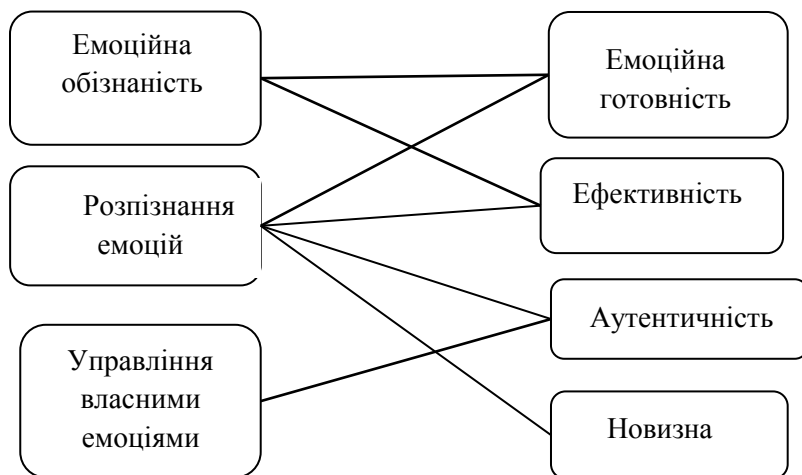 Емоційна
обізнаність
Розпізнання
емоцій
Управління
власними
емоціями
Емоційна
готовність
Ефективність
Аутентичність
Новизна